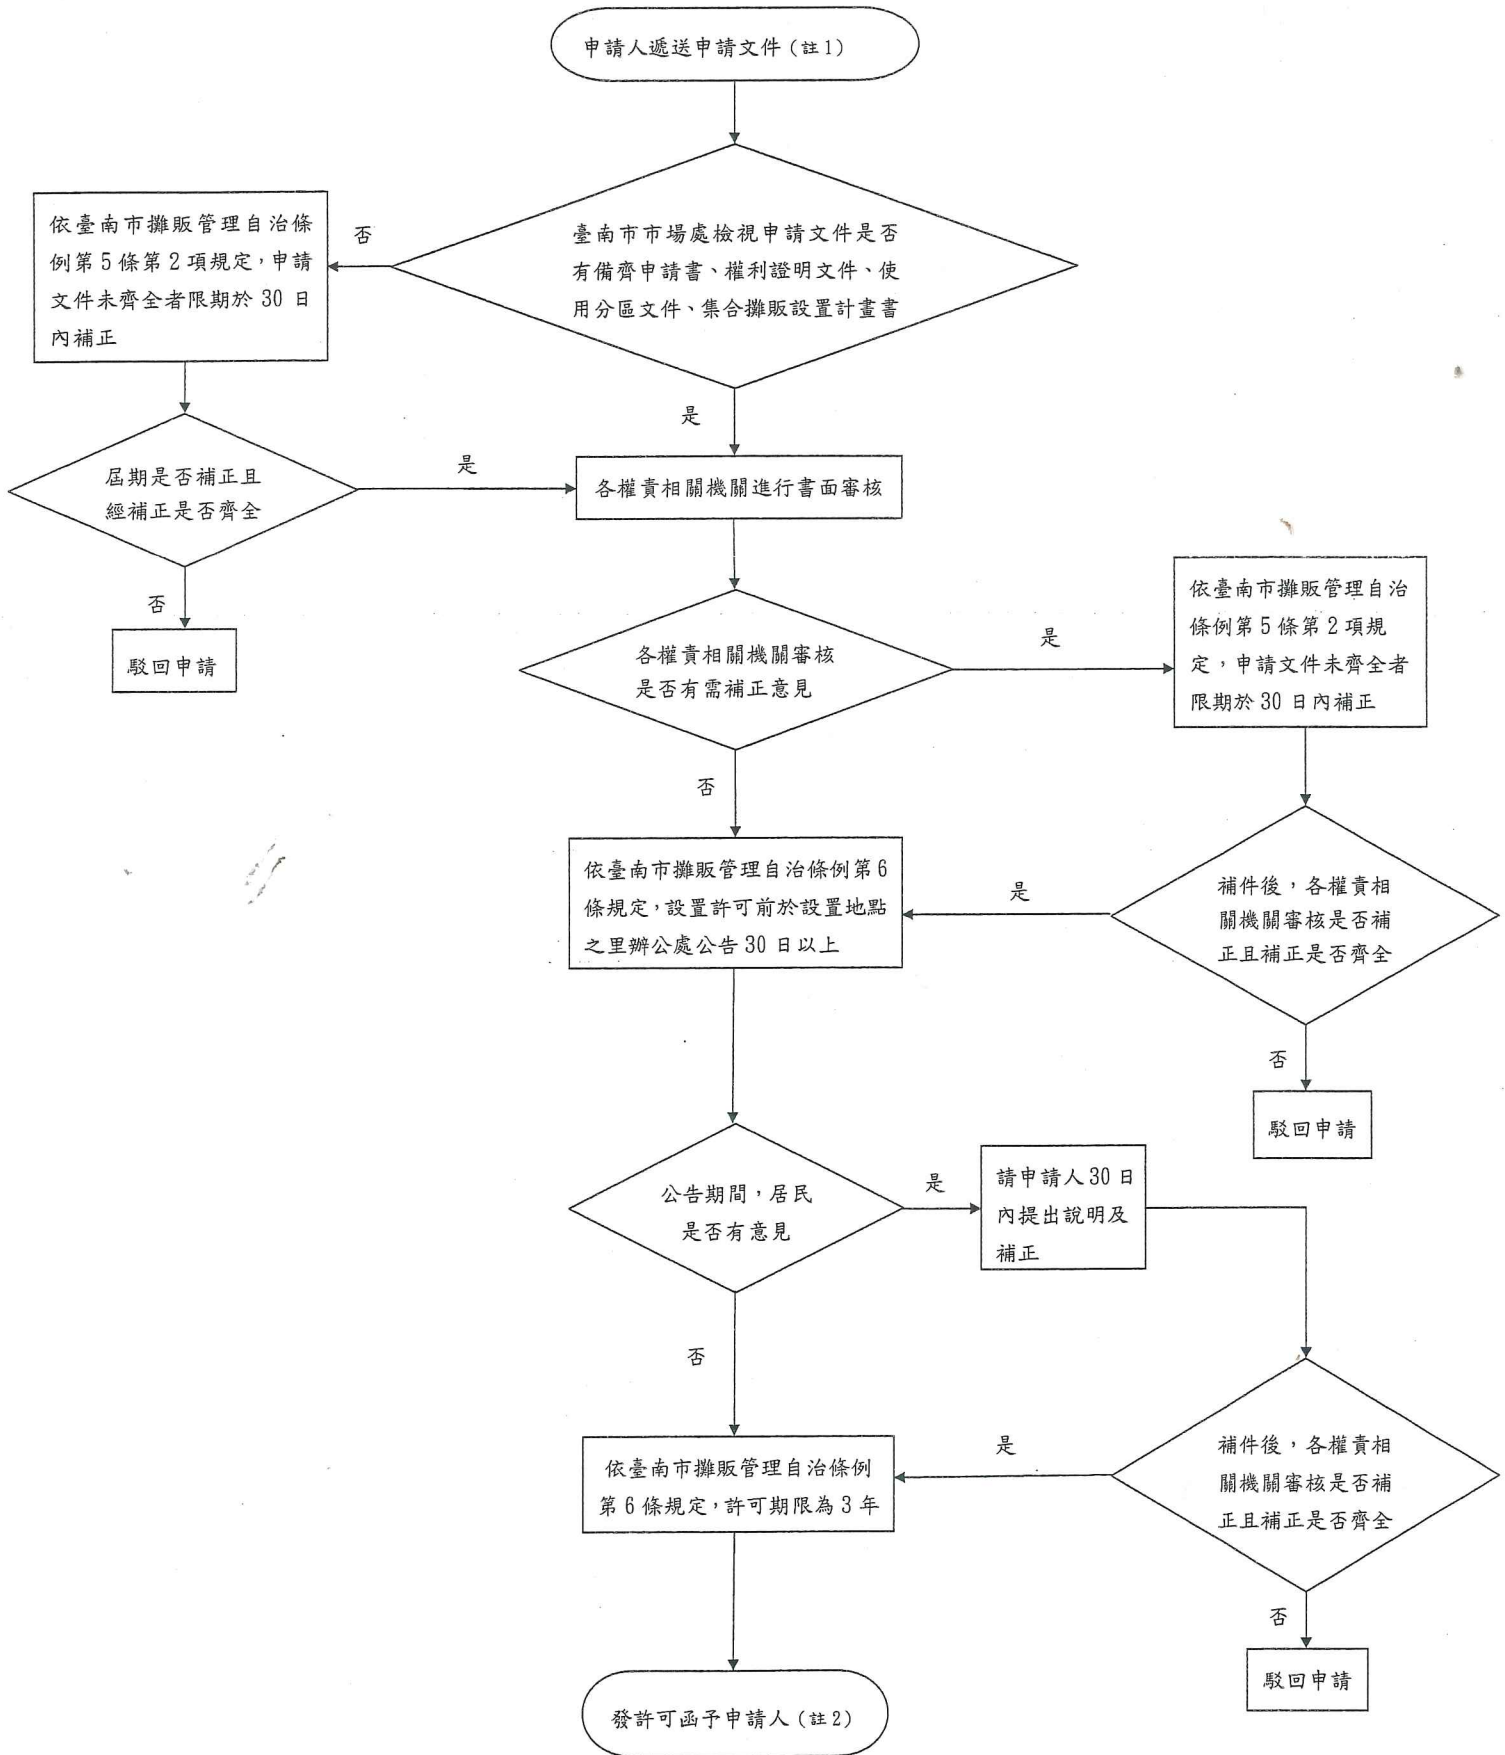 申請人遞送申請文件(註1)
臺南市市場處檢視申請文件是否
有備齊申請書、權利證明文件、使
用分區文件、集合攤販設置計畫書
否
依臺南市攤販管理自治條
例第5條第2項規定,申請
文件未齊全者限期於30日
內補正
是
屆期是否補正且
經補正是否齊全
是
各權責相關機關進行書面審核
否
駁回申請
各權責相關機關審核
是否有需補正意見
是
依臺南市攤販管理自治
條例第5條第2項規
定,申請文件未齊全者
限期於30日內補正
否
依臺南市攤販管理自治條例第6
條規定,設置許可前於設置地點
之里辦公處公告30日以上
是
補件後,各權責相
關機關審核是否補
正且補正是否齊全
否
駁回申請
公告期間,居民
是否有意見
是
請申請人30日
內提出說明及
補正
否
依臺南市攤販管理自治條例
第6條規定,許可期限為3年
是
補件後,各權責相
關機關審核是否補
正且補正是否齊全
否
駁回申請
發許可函予申請人(註2)